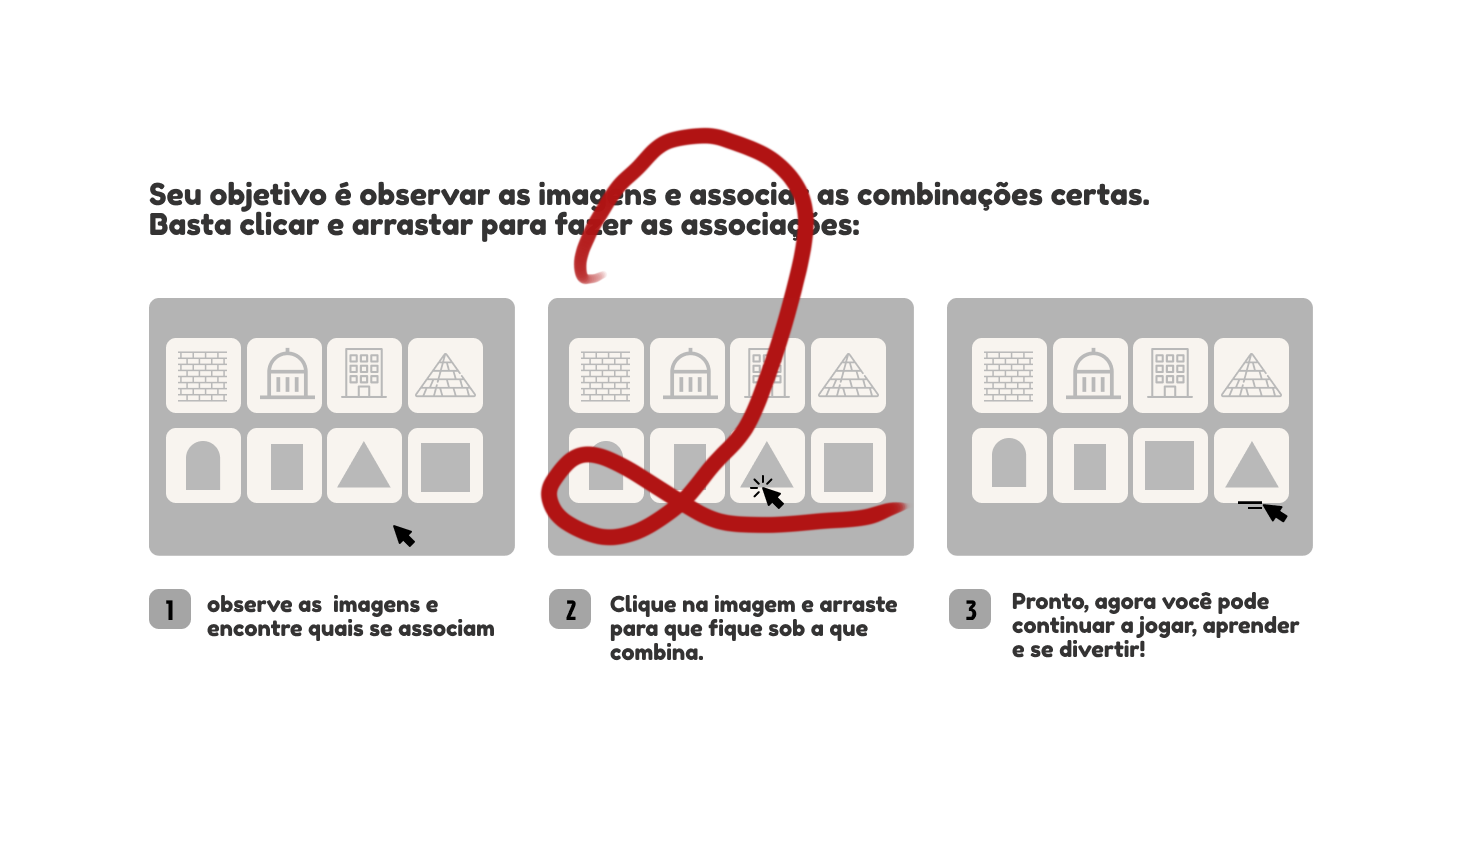 Seu objetivo é observar as imagens e associar as combinações certas.
Basta clicar e arrastar para fazer as associações:
2
1
observe as imagens e
encontre quais se associam
2
Clique na imagem e arraste
para que fique sob a que
combina.
3
Pronto, agora você pode
continuar a jogar, aprender
e se divertir!